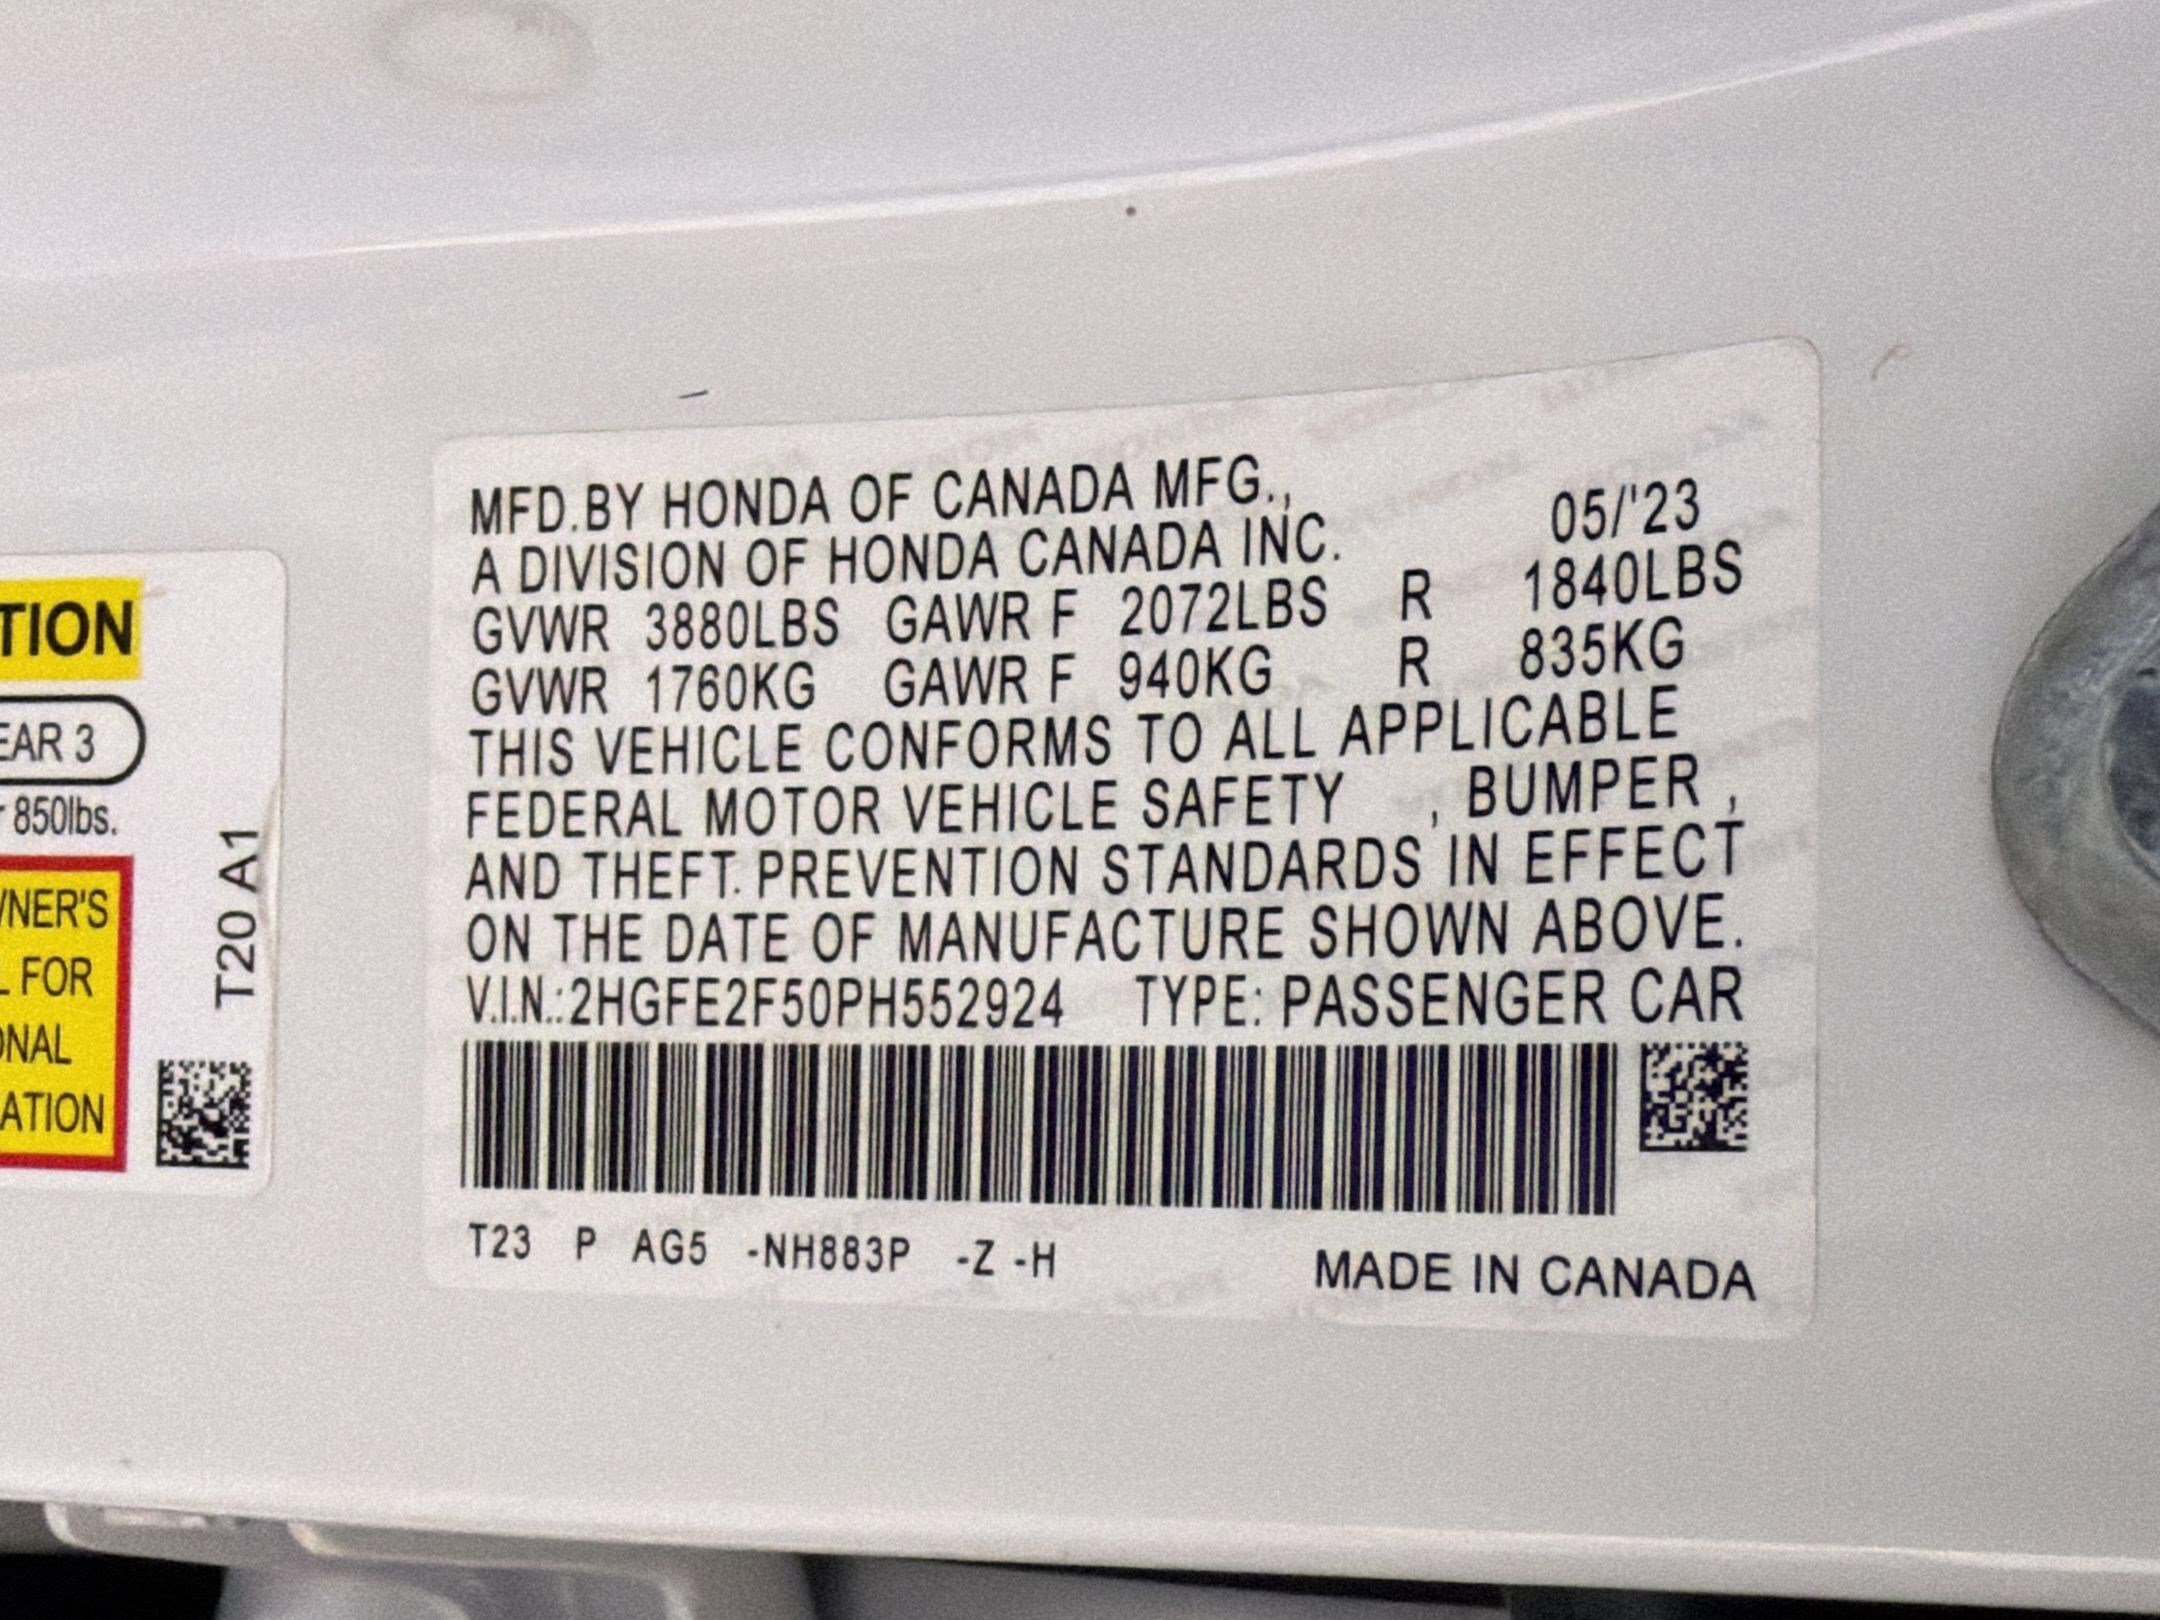 TION
EAR 3
850lbs.
NER'S
FOR
ONAL
ATION
T20 A1
MFD.BY HONDA OF CANADA MFG.,
A DIVISION OF HONDA CANADA INC. 05/'23
GVWR 3880LBS GAWR F 2072LBS R 1840LBS
GVWR 1760KG GAWR F 940KG R 835KG
THIS VEHICLE CONFORMS TO ALL APPLICABLE
FEDERAL MOTOR VEHICLE SAFETY , BUMPER ,
AND THEFT. PREVENTION STANDARDS IN EFFECT
ON THE DATE OF MANUFACTURE SHOWN ABOVE.
V.I.N.:2HGFE2F50PH552924 TYPE: PASSENGER CAR
T23 P AG5 -NH883P -Z -H
MADE IN CANADA